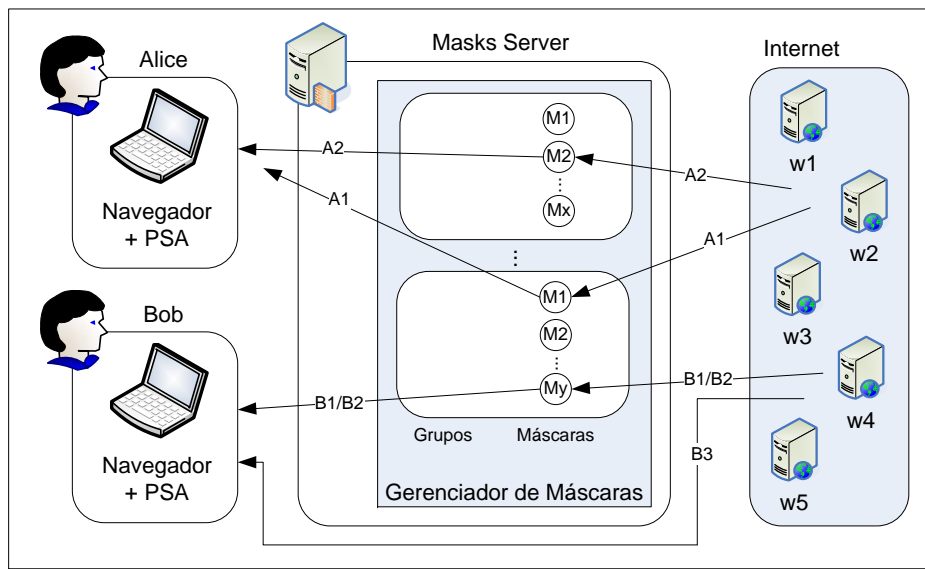 Alice
Navegador
+ PSA
Bob
Navegador
+ PSA
Masks Server
M1
M2
Mx
M1
M2
My
Grupos
Máscaras
Gerenciador de Máscaras
A2
A1
B1/B2
A2
A1
B1/B2
B3
Internet
w1
w2
w3
w4
w5